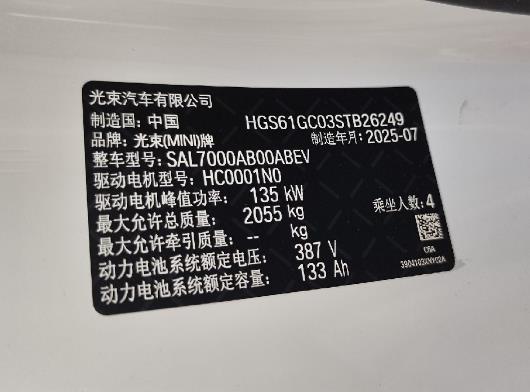 光束汽车有限公司
制造国: 中国 HGS61GC03STB26249
品牌: 光束(MINI)牌 制造年月: 2025-07
整车型号: SAL7000AB00ABEV
驱动电机型号: HC0001N0
驱动电机峰值功率: 135 kW
最大允许总质量: 2055 kg 乘坐人数: 4
最大允许牵引质量: -- kg
动力电池系统额定电压: 387 V
动力电池系统额定容量: 133 Ah